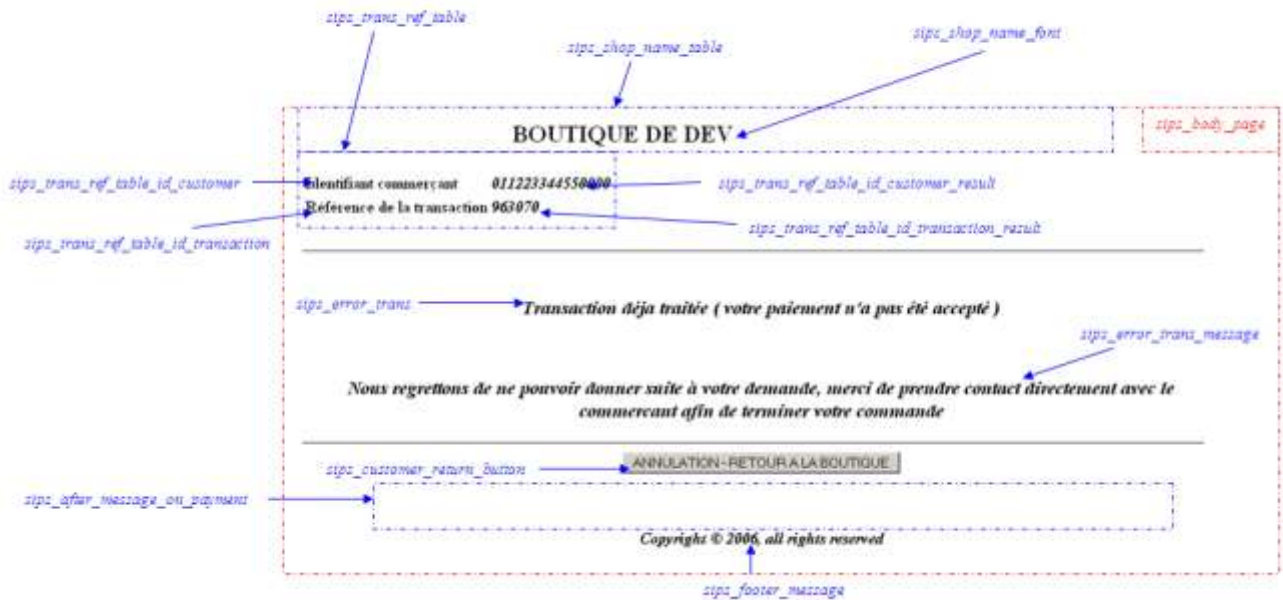 sips_trans_ref_table
sips_shop_name_table
sips_shop_name_font
BOUTIQUE DE DEV
sips_body_page
sips_trans_ref_table_id_customer
Identifiant commerçant 011223344550000
sips_trans_ref_table_id_customer_result
Référence de la transaction 963070
sips_trans_ref_table_id_transaction
sips_trans_ref_table_id_transaction_result
sips_error_trans
Transaction déja traitée ( votre paiement n'a pas été accepté )
sips_error_trans_message
Nous regrettons de ne pouvoir donner suite à votre demande, merci de prendre contact directement avec le
commercant afin de terminer votre commande
ANNULATION - RETOUR A LA BOUTIQUE
sips_customer_return_button
sips_after_message_on_payment
Copyright © 2006, all rights reserved
sips_footer_message